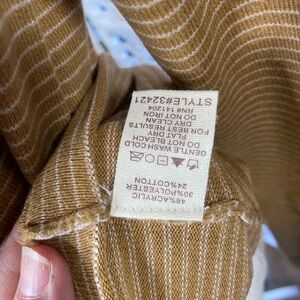 46% ACRYLIC
30% POLYESTER
24% COTTON
GENTLE WASH COLD
DO NOT BLEACH
FLAT DRY
FOR BEST RESULTS
DRY CLEAN
DO NOT IRON
RN# 141204
STYLE#32421